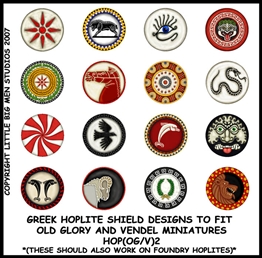 COPYRIGHT LITTLE BIG MEN STUDIOS 2007
GREEK HOPLITE SHIELD DESIGNS TO FIT
OLD GLORY AND VENDEL MINIATURES
HOP(OG/V)2
*(THESE SHOULD ALSO WORK ON FOUNDRY HOPLITES)*